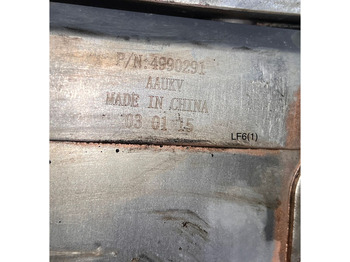 P/N:4990291
AAUKV
MADE IN CHINA
03 01 15
LF6(1)